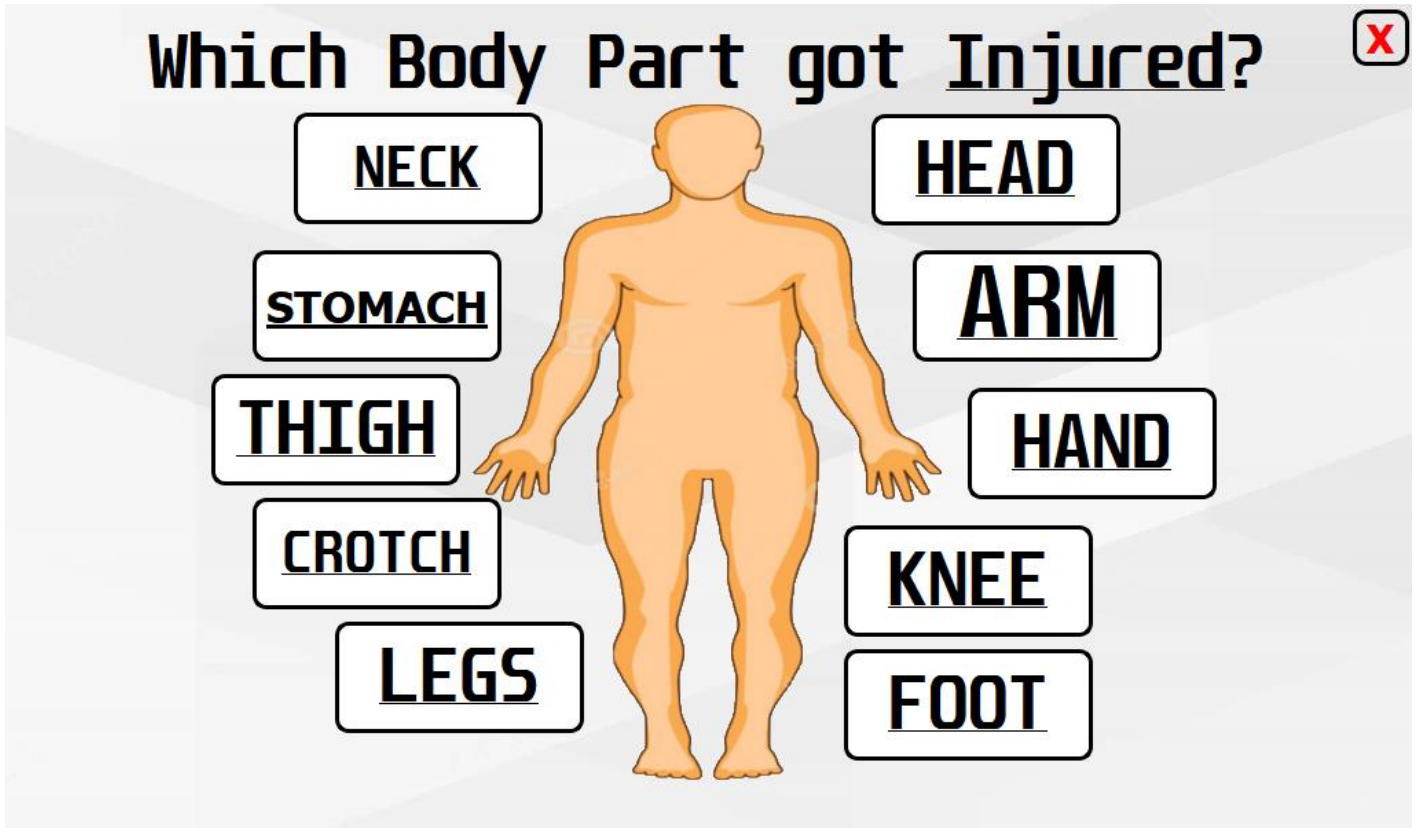 Which Body Part got Injured?
X
NECK
HEAD
STOMACH
ARM
THIGH
HAND
CROTCH
KNEE
LEGS
FOOT